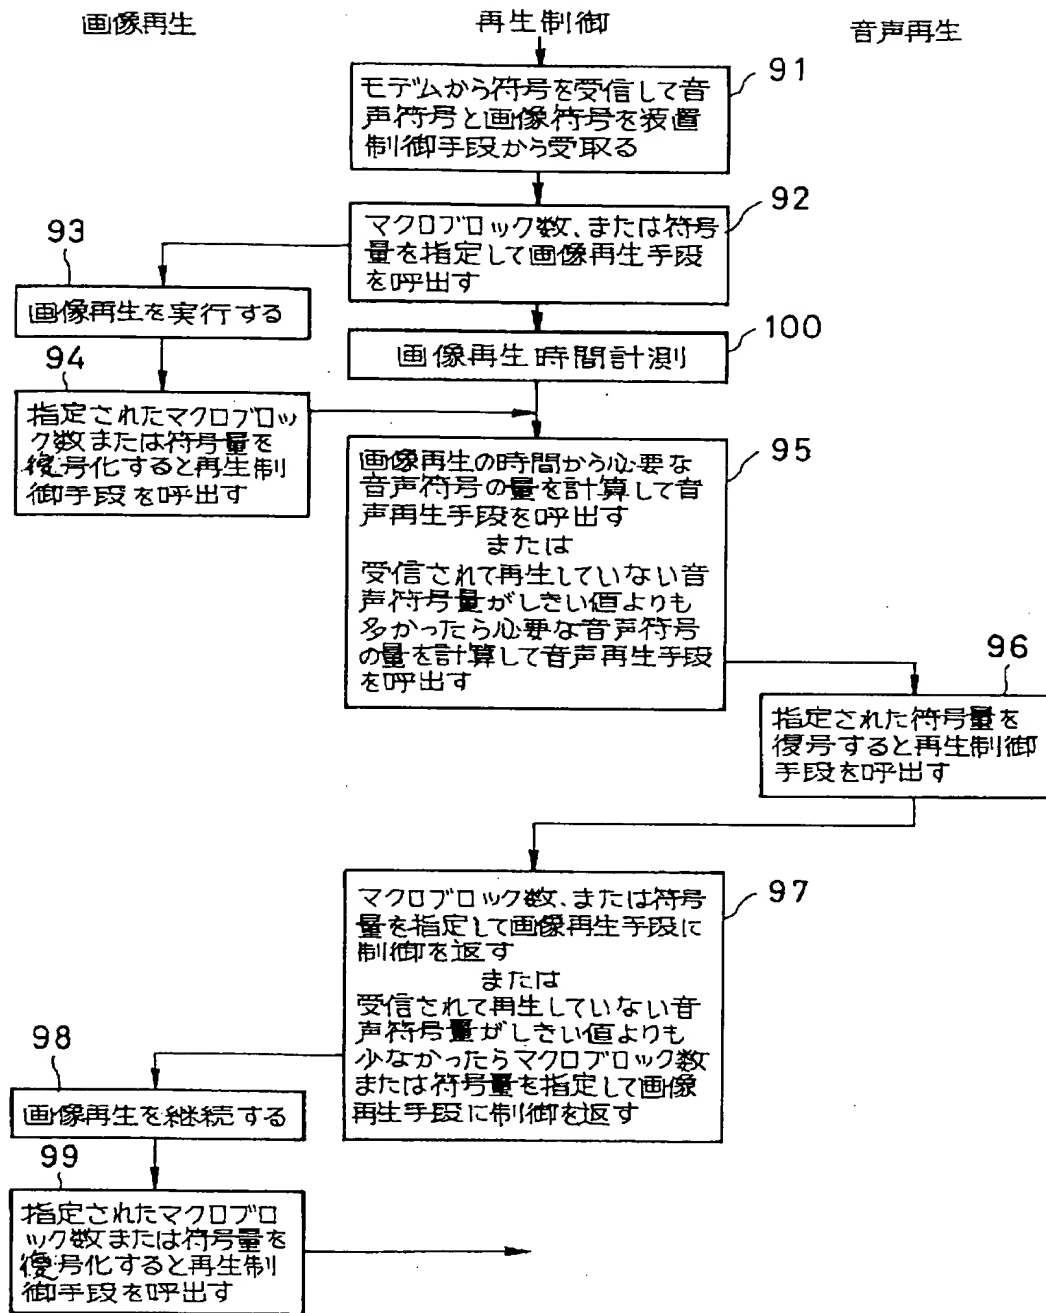 画像再生
再生制御
音声再生
91
モデムから符号を受信して音
声符号と画像符号を装置
制御手段から受取る
92
マクロブロック数、または符号
量を指定して画像再生手段
を呼出す
93
画像再生を実行する
100
画像再生時間計測
94
指定されたマクロブロッ
ク数または符号量を
復号化すると再生制
御手段を呼出す
95
画像再生の時間から必要な
音声符号の量を計算して音
声再生手段を呼出す
または
受信されて再生していない音
声符号量がしきい値よりも
多かったら必要な音声符号
の量を計算して音声再生手段
を呼出す
96
指定された符号量を
復号すると再生制御
手段を呼出す
97
マクロブロック数、または符号
量を指定して画像再生手段に
制御を返す
または
受信されて再生していない音
声符号量がしきい値よりも
少なかったらマクロブロック数
または符号量を指定して画像
再生手段に制御を返す
98
画像再生を継続する
99
指定されたマクロブロ
ック数または符号量を
復号化すると再生制
御手段を呼出す